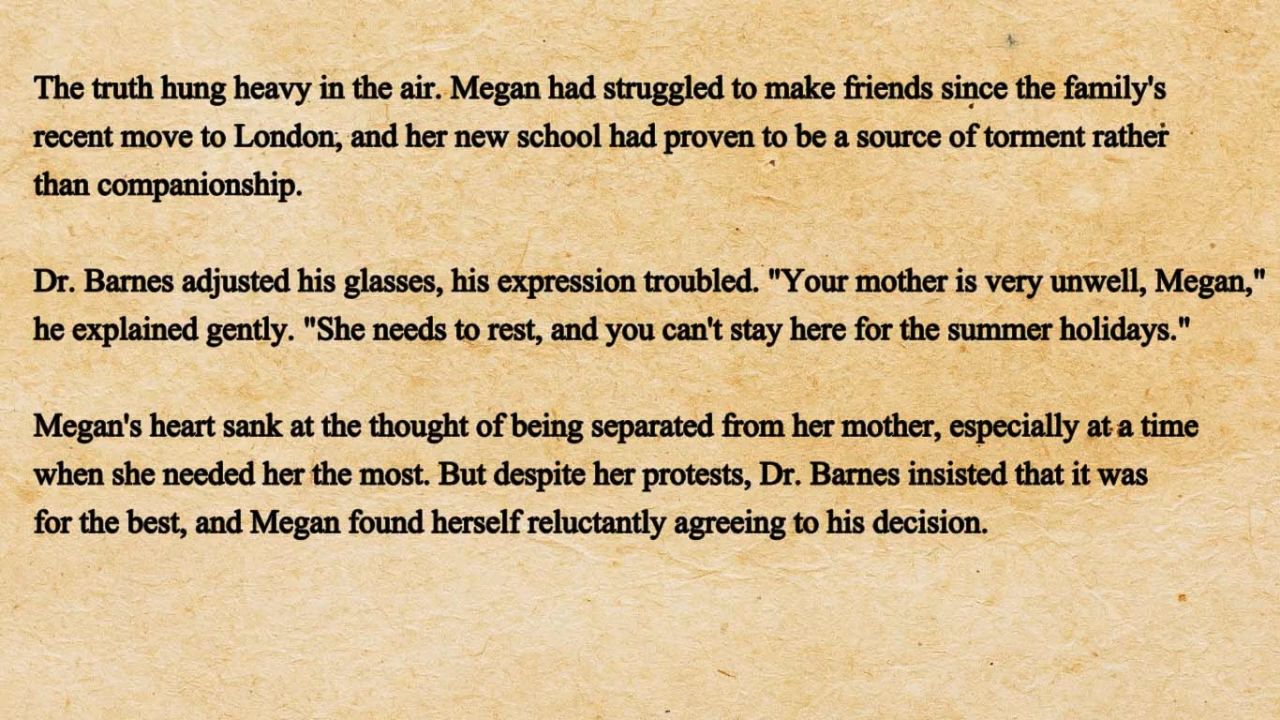 The truth hung heavy in the air. Megan had struggled to make friends since the family's
recent move to London, and her new school had proven to be a source of torment rather
than companionship.
Dr. Barnes adjusted his glasses, his expression troubled. "Your mother is very unwell, Megan,"
he explained gently. "She needs to rest, and you can't stay here for the summer holidays."
Megan's heart sank at the thought of being separated from her mother, especially at a time
when she needed her the most. But despite her protests, Dr. Barnes insisted that it was
for the best, and Megan found herself reluctantly agreeing to his decision.